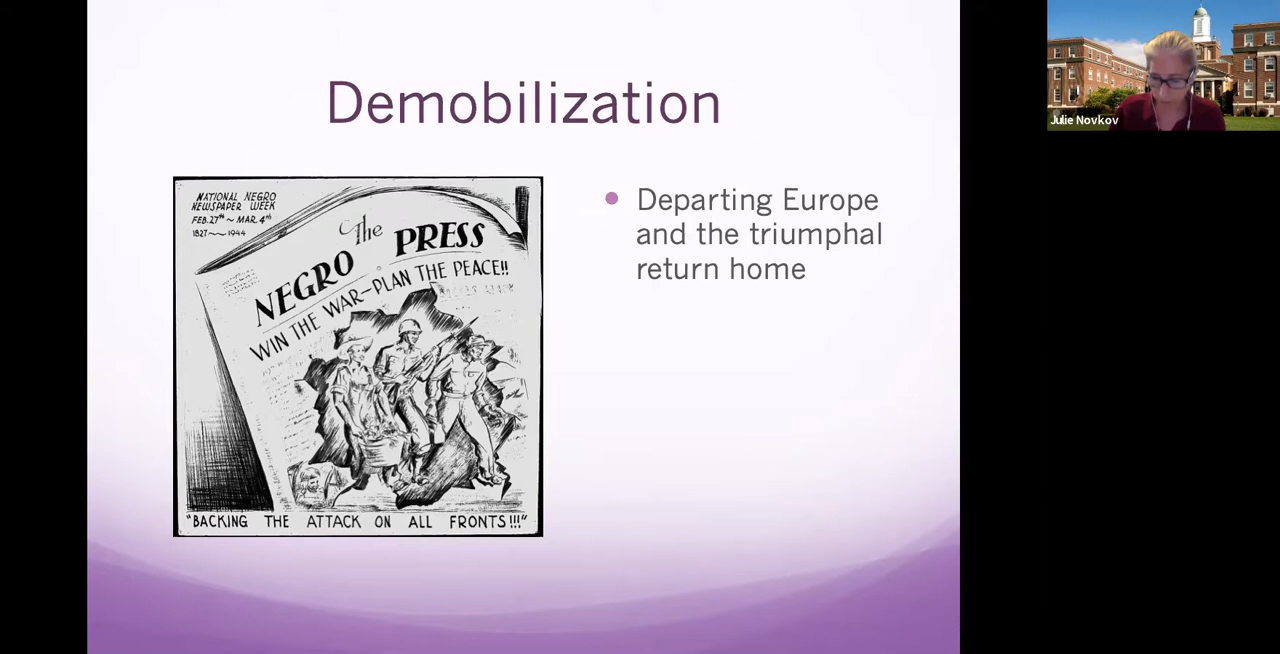 Demobilization
NATIONAL NEGRO
NEWSPAPER WEEK
FEB. 27TH ~ MAR. 4TH
1827 ~~ 1944
The
NEGRO PRESS
WIN THE WAR—PLAN THE PEACE!!
"BACKING THE ATTACK ON ALL FRONTS!!!"
Departing Europe
and the triumphal
return home
Julie Novkov